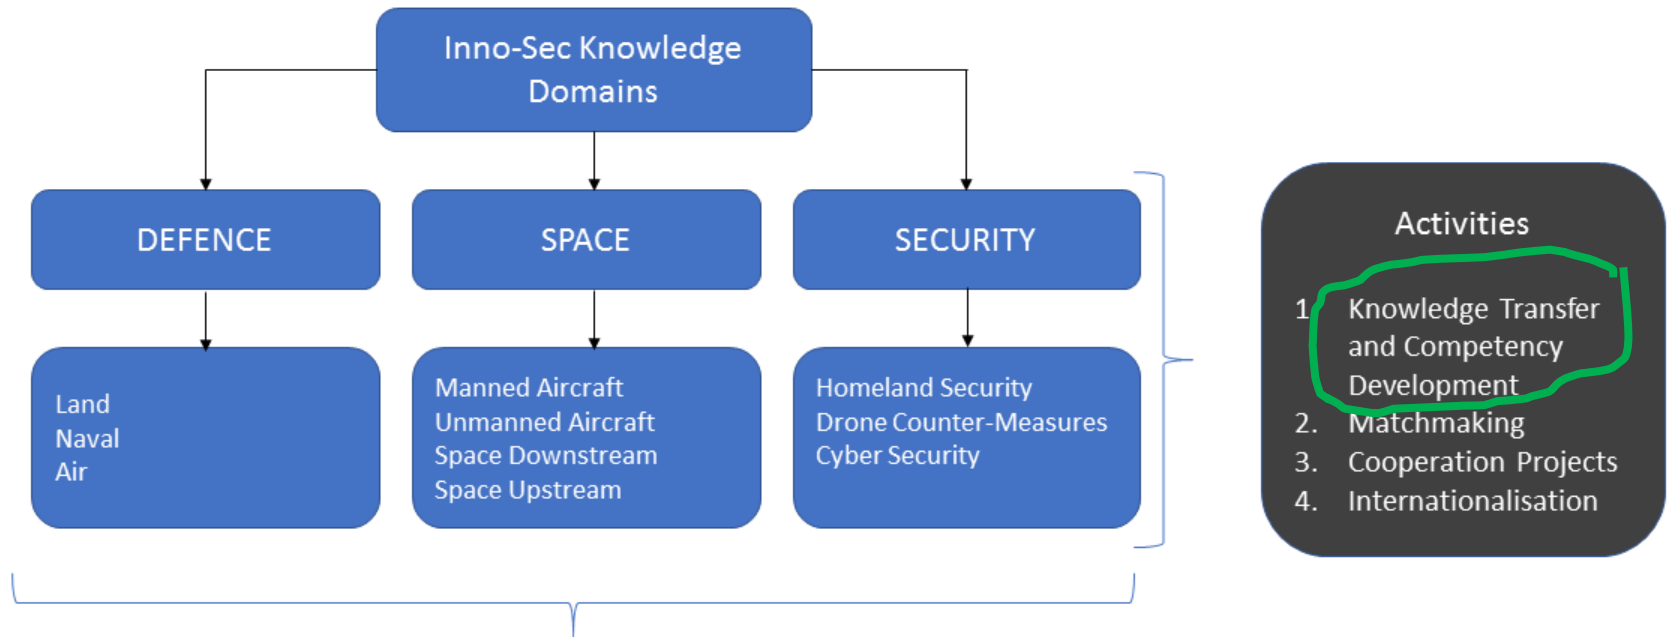 Inno-Sec Knowledge
Domains
DEFENCE
SPACE
SECURITY
Land
Naval
Air
Manned Aircraft
Unmanned Aircraft
Space Downstream
Space Upstream
Homeland Security
Drone Counter-Measures
Cyber Security
Activities
1. Knowledge Transfer
and Competency
Development
2. Matchmaking
3. Cooperation Projects
4. Internationalisation